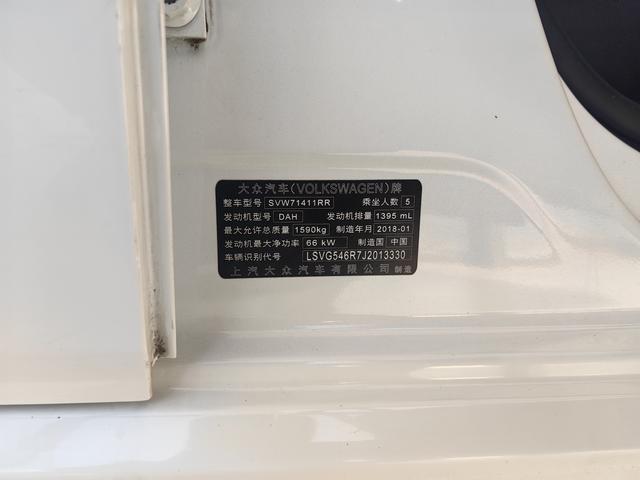 大众汽车(VOLKSWAGEN)牌
整车型号 SVW71411RR 乘坐人数 5
发动机型号 DAH 发动机排量 1395 mL
最大允许总质量 1590kg 制造年月 2018-01
发动机最大净功率 66 kW 制造国 中国
车辆识别代号 LSVG546R7J2013330
上汽大众汽车有限公司 制造